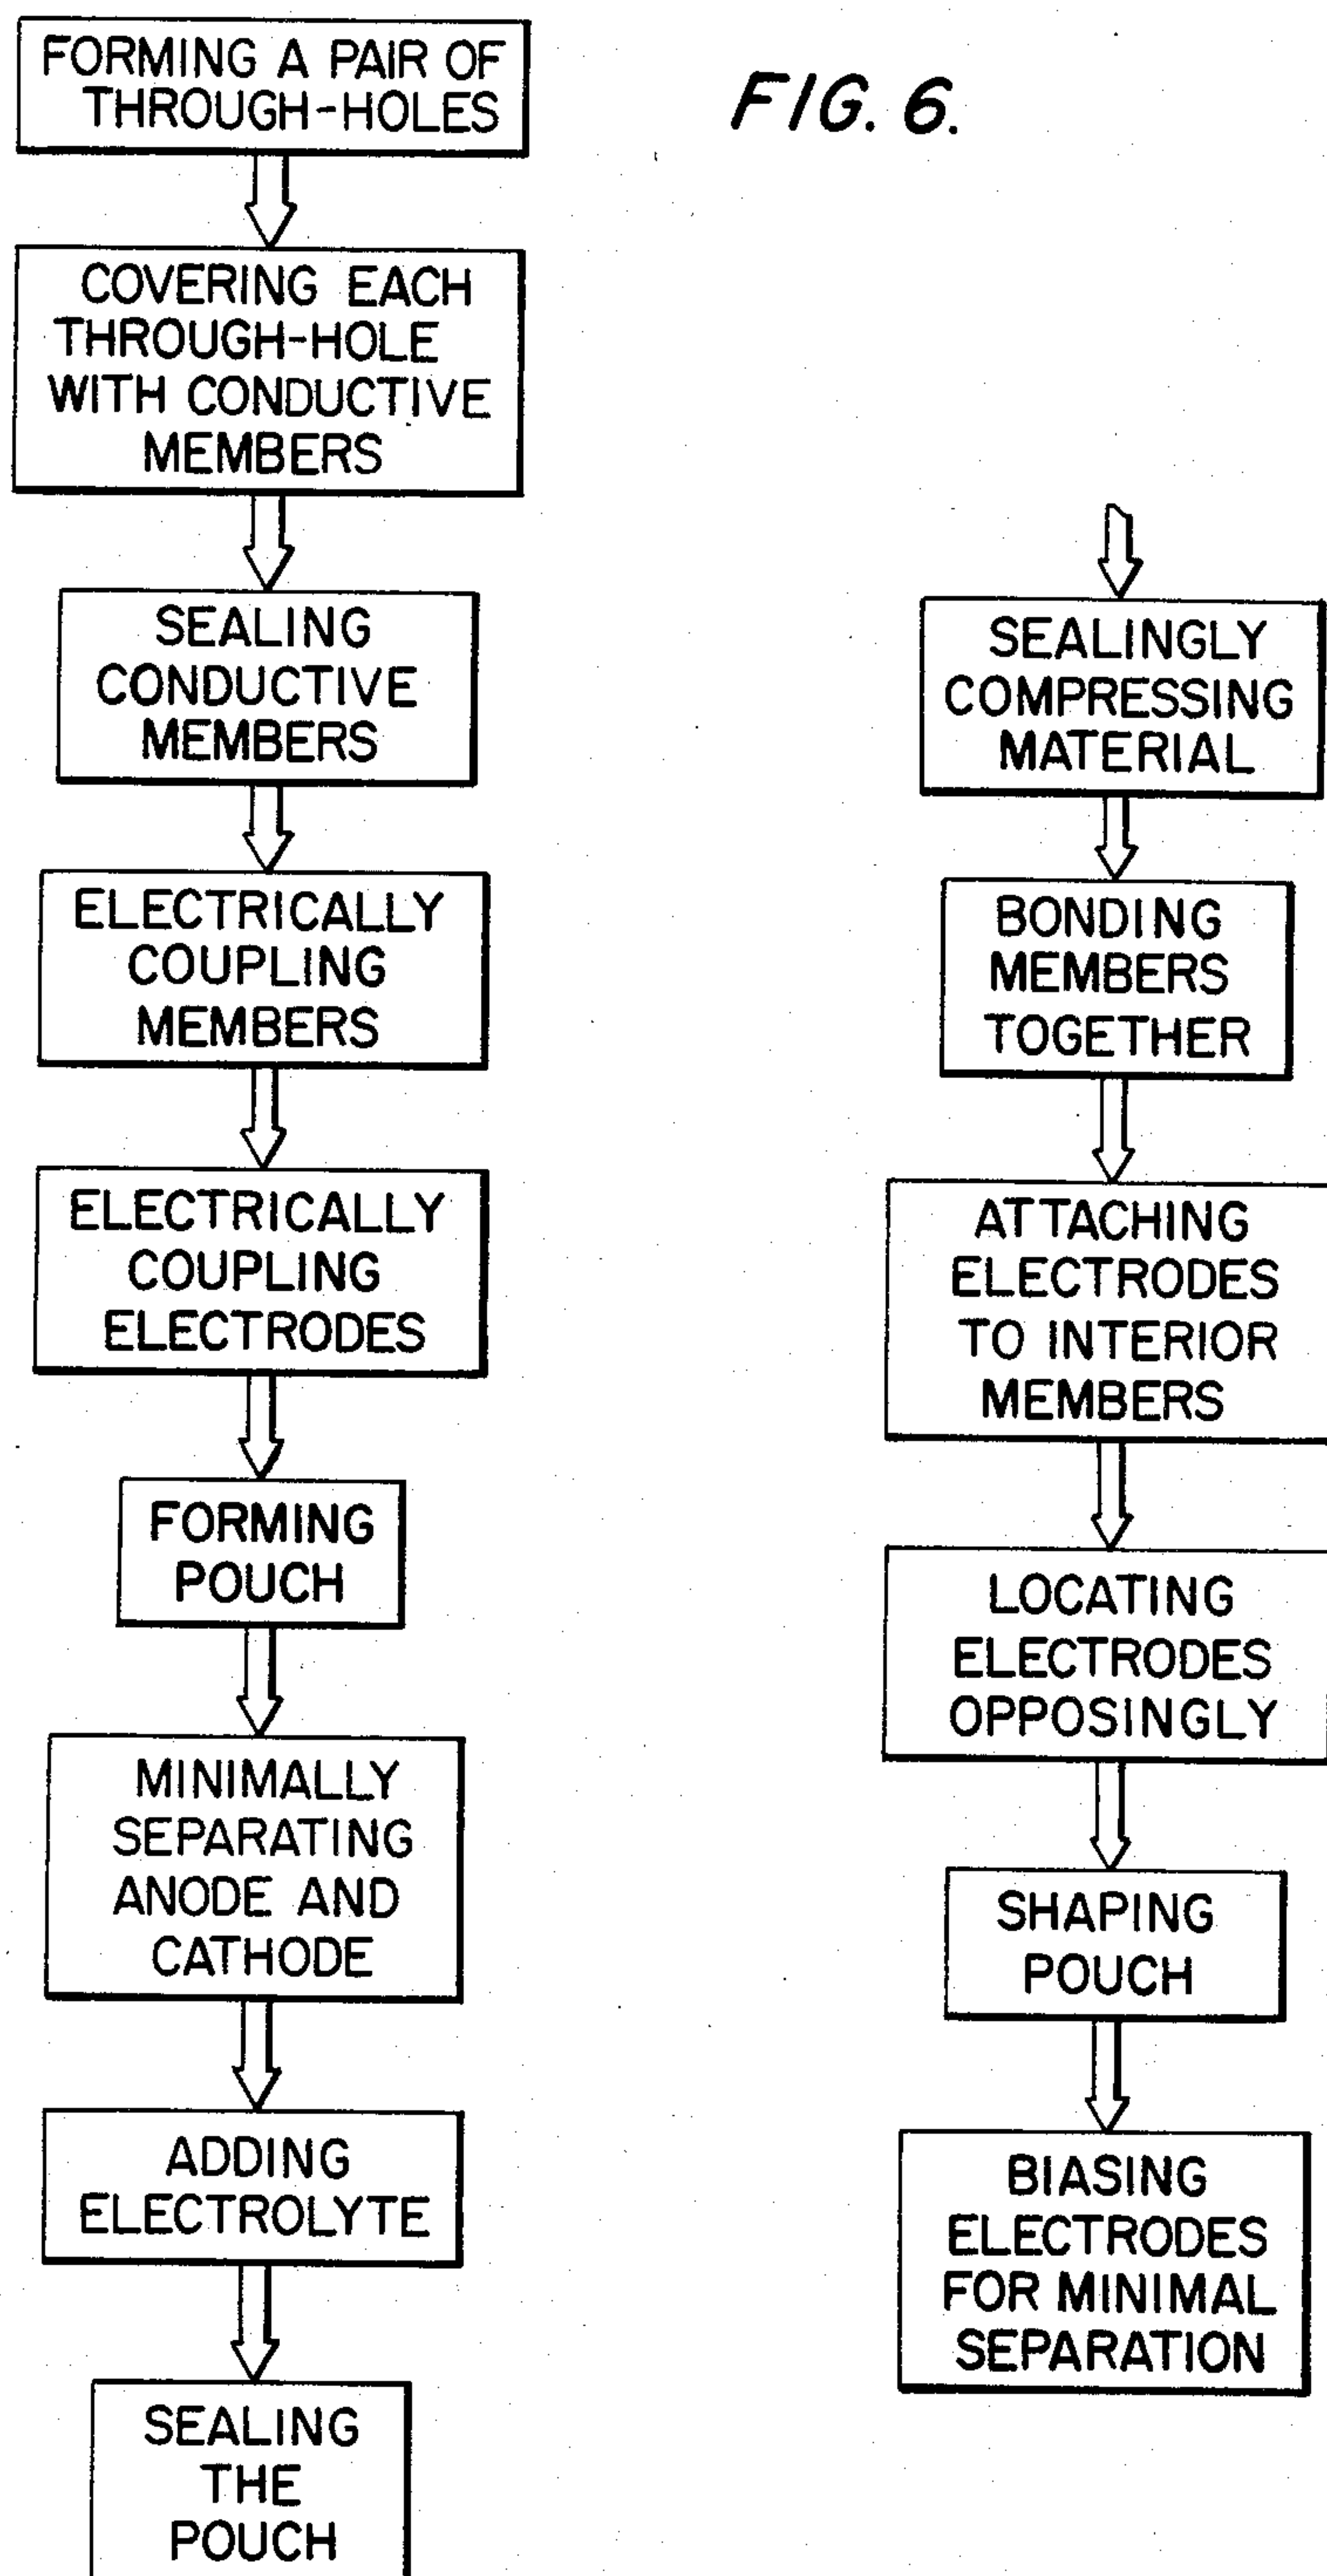 FIG. 6.
FORMING A PAIR OF
THROUGH-HOLES
COVERING EACH
THROUGH-HOLE
WITH CONDUCTIVE
MEMBERS
SEALING
CONDUCTIVE
MEMBERS
ELECTRICALLY
COUPLING
MEMBERS
ELECTRICALLY
COUPLING
ELECTRODES
FORMING
POUCH
MINIMALLY
SEPARATING
ANODE AND
CATHODE
ADDING
ELECTROLYTE
SEALING
THE
POUCH
SEALINGLY
COMPRESSING
MATERIAL
BONDING
MEMBERS
TOGETHER
ATTACHING
ELECTRODES
TO INTERIOR
MEMBERS
LOCATING
ELECTRODES
OPPOSINGLY
SHAPING
POUCH
BIASING
ELECTRODES
FOR MINIMAL
SEPARATION